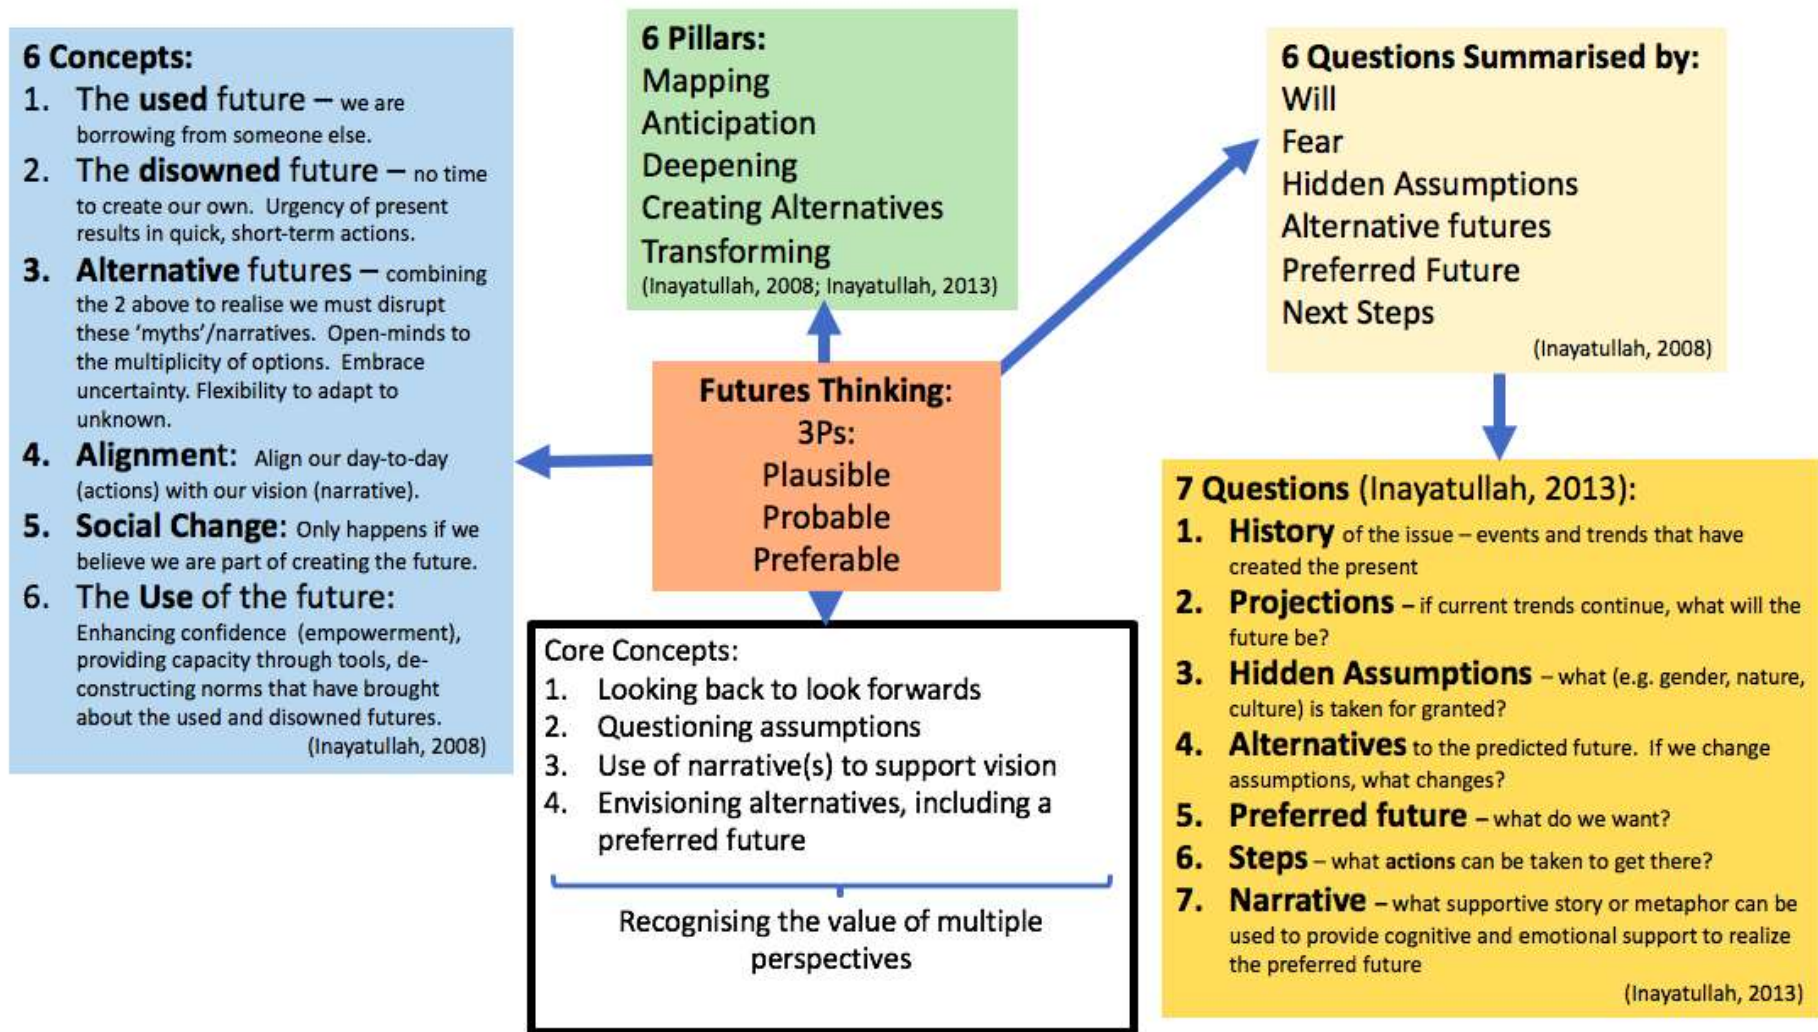 6 Concepts:
1. The used future – we are
borrowing from someone else.
2. The disowned future – no time
to create our own. Urgency of present
results in quick, short-term actions.
3. Alternative futures – combining
the 2 above to realise we must disrupt
these ‘myths’/narratives. Open-minds to
the multiplicity of options. Embrace
uncertainty. Flexibility to adapt to
unknown.
4. Alignment: Align our day-to-day
(actions) with our vision (narrative).
5. Social Change: Only happens if we
believe we are part of creating the future.
6. The Use of the future:
Enhancing confidence (empowerment),
providing capacity through tools, de-
constructing norms that have brought
about the used and disowned futures.
(Inayatullah, 2008)
6 Pillars:
Mapping
Anticipation
Deepening
Creating Alternatives
Transforming
(Inayatullah, 2008; Inayatullah, 2013)
Futures Thinking:
3Ps:
Plausible
Probable
Preferable
Core Concepts:
1. Looking back to look forwards
2. Questioning assumptions
3. Use of narrative(s) to support vision
4. Envisioning alternatives, including a
preferred future
Recognising the value of multiple
perspectives
6 Questions Summarised by:
Will
Fear
Hidden Assumptions
Alternative futures
Preferred Future
Next Steps
(Inayatullah, 2008)
7 Questions (Inayatullah, 2013):
1. History of the issue – events and trends that have
created the present
2. Projections – if current trends continue, what will the
future be?
3. Hidden Assumptions – what (e.g. gender, nature,
culture) is taken for granted?
4. Alternatives to the predicted future. If we change
assumptions, what changes?
5. Preferred future – what do we want?
6. Steps – what actions can be taken to get there?
7. Narrative – what supportive story or metaphor can be
used to provide cognitive and emotional support to realize
the preferred future
(Inayatullah, 2013)